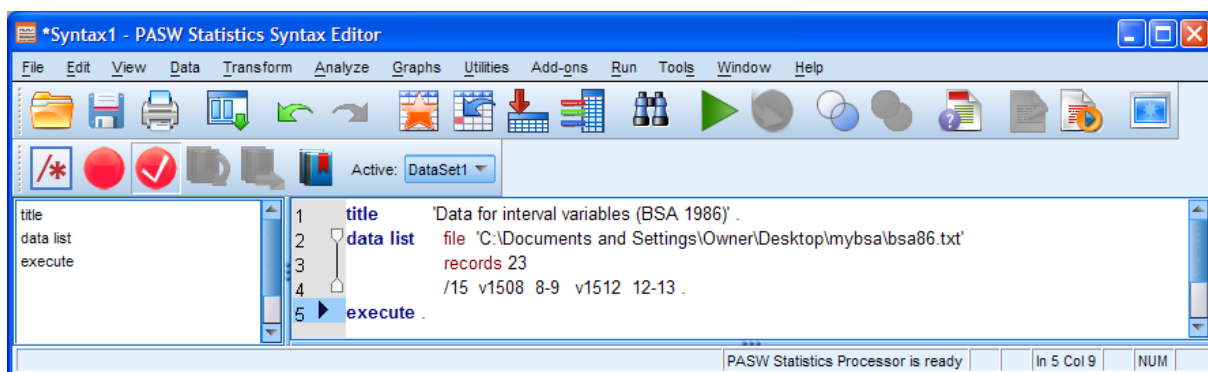 *Syntax1 - PASW Statistics Syntax Editor
File Edit View Data Transform Analyze Graphs Utilities Add-ons Run Tools Window Help
Active: DataSet1
title
data list
execute
1 title 'Data for interval variables (BSA 1986)' .
2 data list file 'C:\Documents and Settings\Owner\Desktop\mybsa\bsa86.txt'
3 records 23
4 /15 v1508 8-9 v1512 12-13 .
5 execute .
PASW Statistics Processor is ready In 5 Col 9 NUM